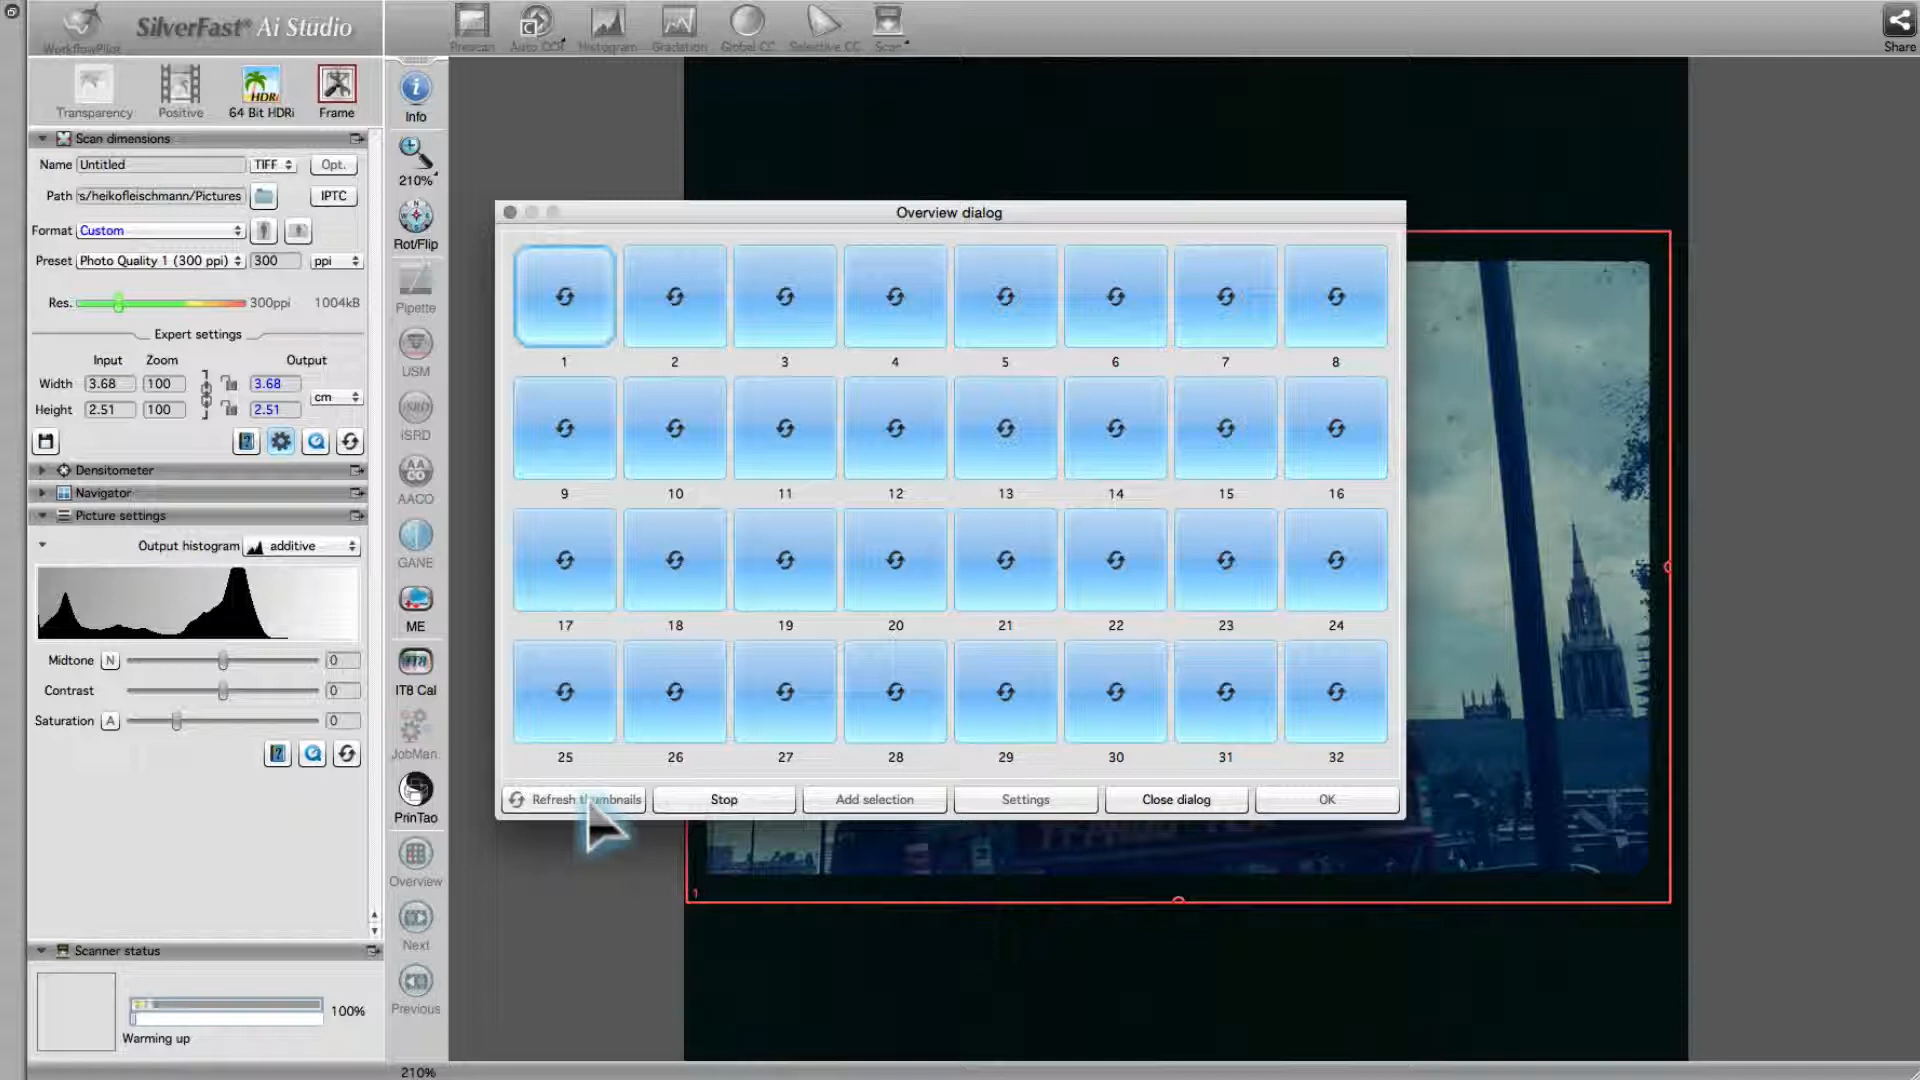 WorkflowPilot
SilverFast® Ai Studio
Prescan
Auto CCR
Histogram
Gradation
Global CC
Selective CC
Scan
Share
Transparency
Positive
64 Bit HDRi
Frame
Scan dimensions
Name Untitled TIFF Opt.
Path s/heikofleischmann/Pictures IPTC
Format Custom
Preset Photo Quality 1 (300 ppi) 300 ppi
Res. 300ppi 1004kB
Expert settings
Input Zoom Output
Width 3.68 100 3.68
cm
Height 2.51 100 2.51
Densitometer
Navigator
Picture settings
Output histogram additive
Midtone N 0
Contrast 0
Saturation A 0
Scanner status
100%
Warming up
Info
210%
Rot/Flip
Pipette
USM
iSRD
AACO
GANE
ME
IT8 Cal
JobMan.
PrinTao
Overview
Next
Previous
210%
Overview dialog
1 2 3 4 5 6 7 8
9 10 11 12 13 14 15 16
17 18 19 20 21 22 23 24
25 26 27 28 29 30 31 32
Refresh thumbnails Stop Add selection Settings Close dialog OK
1